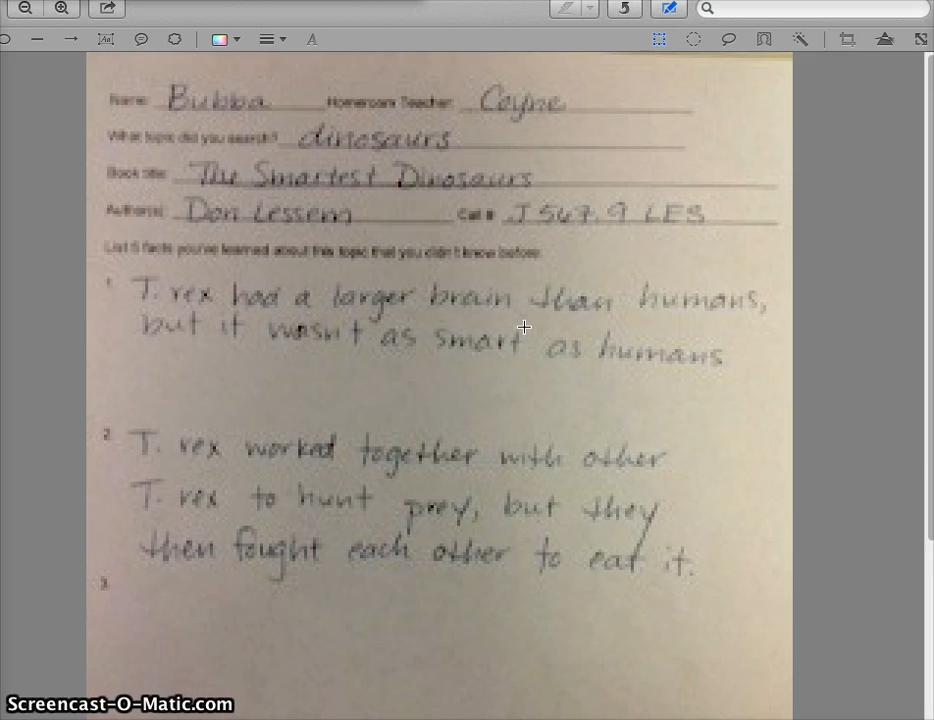 Name: Bubba Homeroom Teacher: Coyne
What topic did you search? dinosaurs
Book title: The Smartest Dinosaurs
Author(s): Don Lessem Call #: J 567.9 LES
List 5 facts you've learned about this topic that you didn't know before:
1. T. rex had a larger brain than humans,
but it wasn't as smart as humans
2. T. rex worked together with other
T. rex to hunt prey, but they
then fought each other to eat it.
3.
Screencast-O-Matic.com